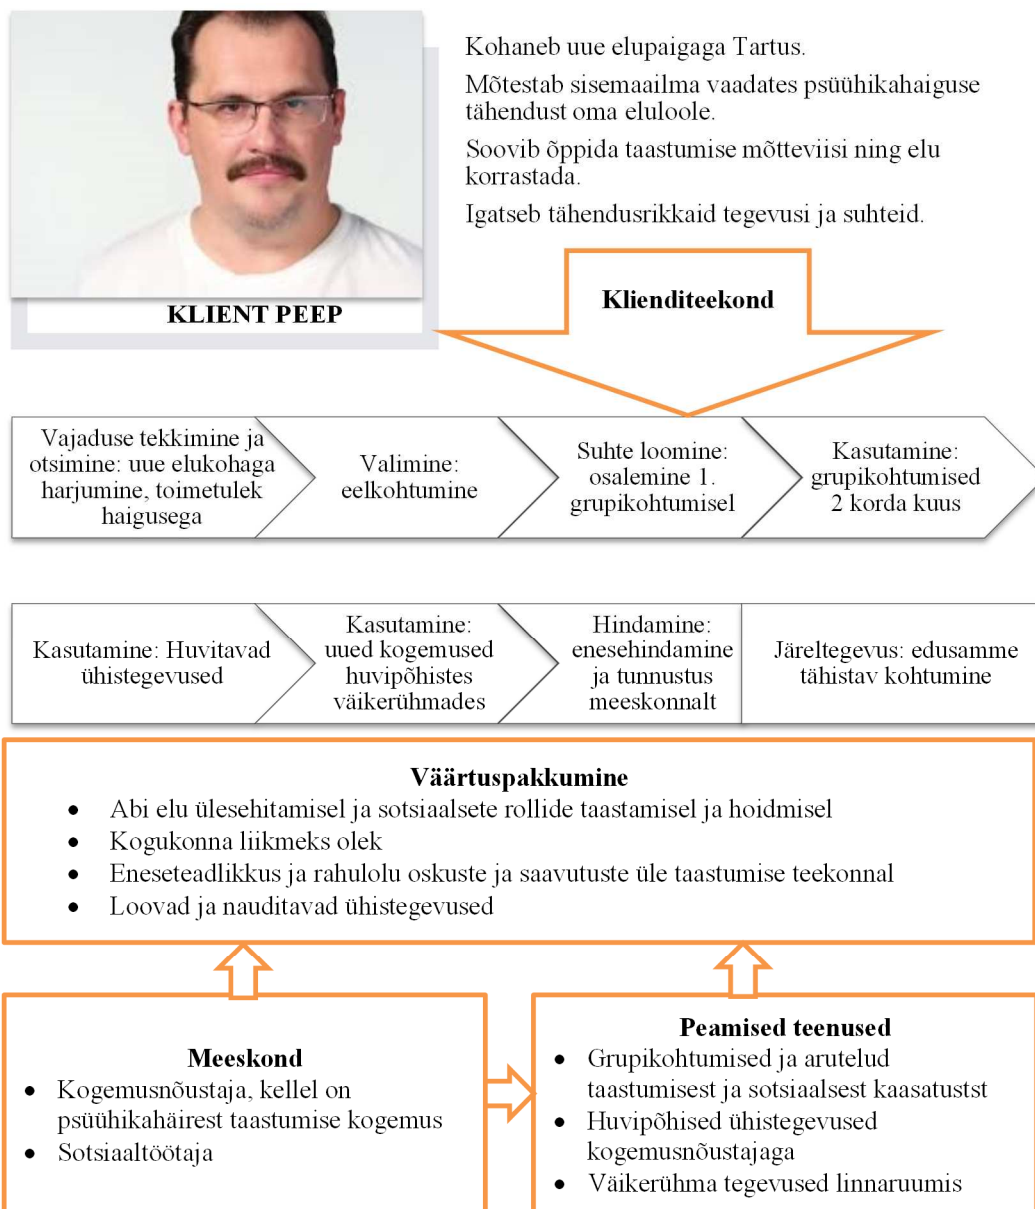 Kohaneb uue elupaigaga Tartus.
Mõtestab sisemaailma vaadates psüühikahaiguse
tähendust oma eluloole.
Soovib õppida taastumise mõtteviisi ning elu
korrastada.
Igatseb tähendusrikkaid tegevusi ja suhteid.
KLIENT PEEP
Klienditeekond
Vajaduse tekkimine ja
otsimine: uue elukohaga
harjumine, toimetulek
haigusega
Valimine:
eelkohtumine
Suhte loomine:
osalemine 1.
grupikohtumisel
Kasutamine:
grupikohtumised
2 korda kuus
Kasutamine: Huvitavad
ühistegevused
Kasutamine:
uued kogemused
huvipõhistes
väikerühmades
Hindamine:
enesehindamine
ja tunnustus
meeskonnalt
Järeltegevus: edusamme
tähistav kohtumine
Väärtuspakkumine
• Abi elu ülesehitamisel ja sotsiaalsete rollide taastamisel ja hoidmisel
• Kogukonna liikmeks olek
• Eneseteadlikkus ja rahulolu oskuste ja saavutuste üle taastumise teekonnal
• Loovad ja nauditavad ühistegevused
Meeskond
• Kogemusnõustaja, kellel on
psüühikahäirest taastumise kogemus
• Sotsiaaltöötaja
Peamised teenused
• Grupikohtumised ja arutelud
taastumisest ja sotsiaalsest kaasatustst
• Huvipõhised ühistegevused
kogemusnõustajaga
• Väikerühma tegevused linnaruumis